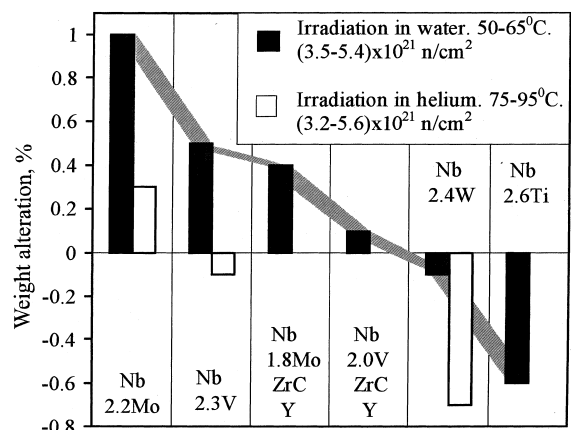 Weight alteration, %
1
0.8
0.6
0.4
0.2
0
-0.2
-0.4
-0.6
-0.8
Irradiation in water. 50-65⁰C.
(3.5-5.4)x10²¹ n/cm²
Irradiation in helium. 75-95⁰C.
(3.2-5.6)x10²¹ n/cm²
Nb
2.2Mo
Nb
2.3V
Nb
1.8Mo
ZrC
Y
Nb
2.0V
ZrC
Y
Nb
2.4W
Nb
2.6Ti